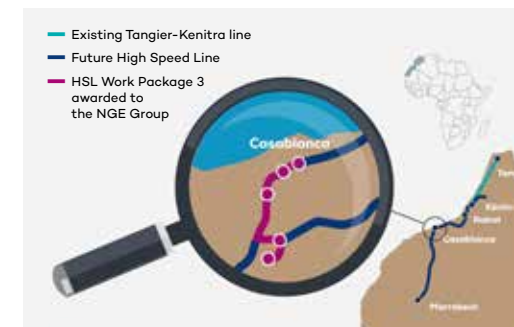 Existing Tangier-Kenitra line
Future High Speed Line
HSL Work Package 3
awarded to
the NGE Group
Casablanca
Tan
Rabat
Casablanca
Marrakech